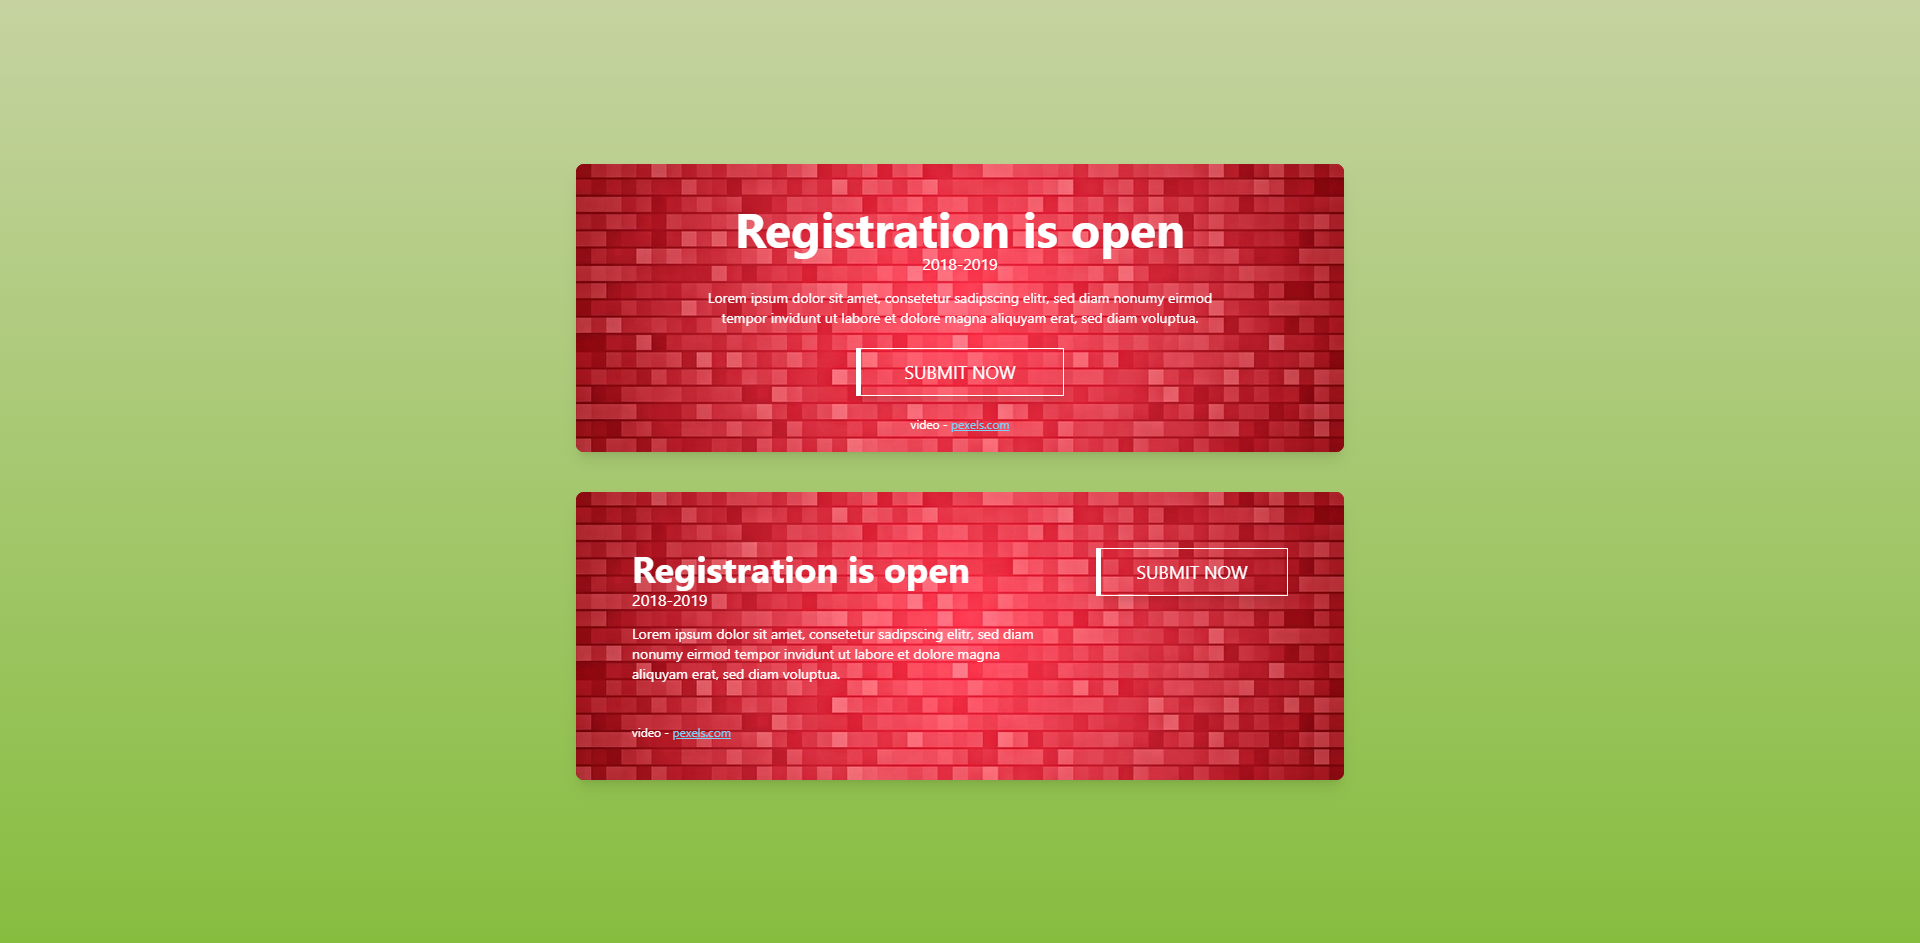 Registration is open
2018-2019
Lorem ipsum dolor sit amet, consetetur sadipscing elitr, sed diam nonumy eirmod
tempor invidunt ut labore et dolore magna aliquyam erat, sed diam voluptua.
SUBMIT NOW
video - pexels.com
Registration is open
2018-2019
SUBMIT NOW
Lorem ipsum dolor sit amet, consetetur sadipscing elitr, sed diam
nonumy eirmod tempor invidunt ut labore et dolore magna
aliquyam erat, sed diam voluptua.
video - pexels.com